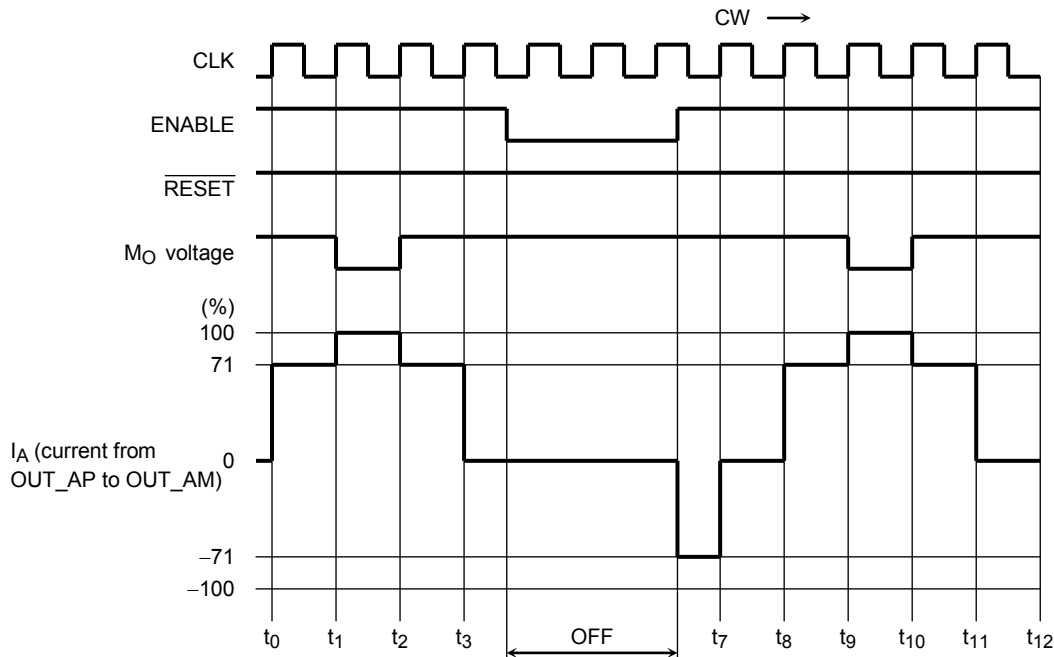 CW
CLK
ENABLE
RESET
MO voltage
(%)
100
71
IA (current from
OUT_AP to OUT_AM)
0
−71
−100
t0 t1 t2 t3 OFF t7 t8 t9 t10 t11 t12